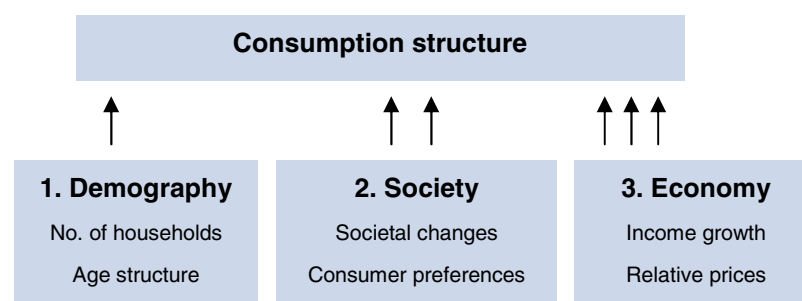 Consumption structure
1. Demography
No. of households
Age structure
2. Society
Societal changes
Consumer preferences
3. Economy
Income growth
Relative prices